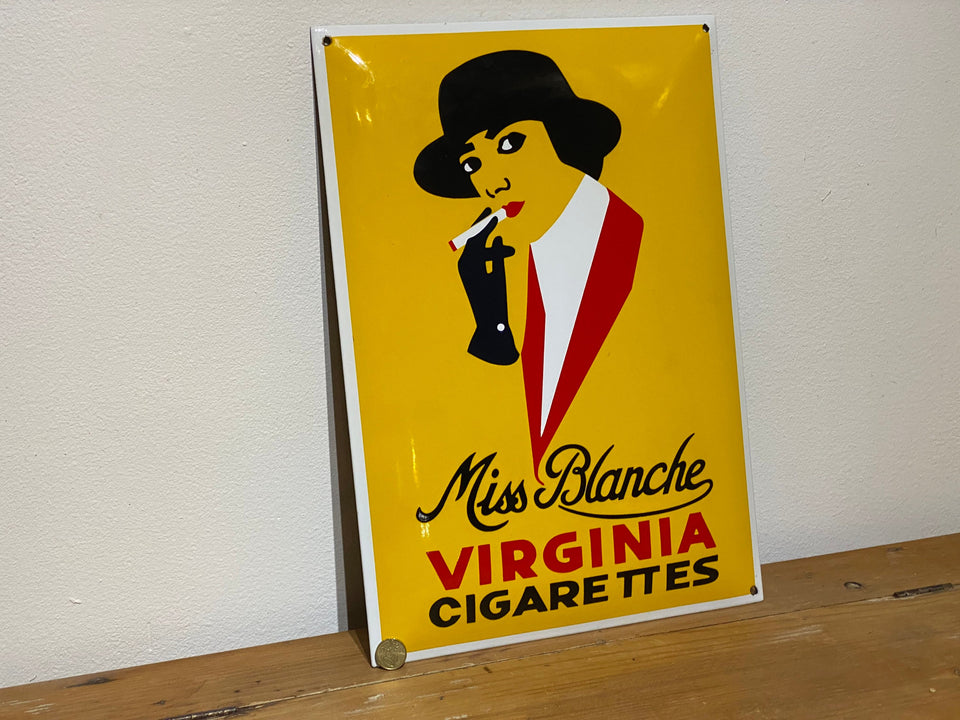 Miss Blanche
VIRGINIA
CIGARETTES